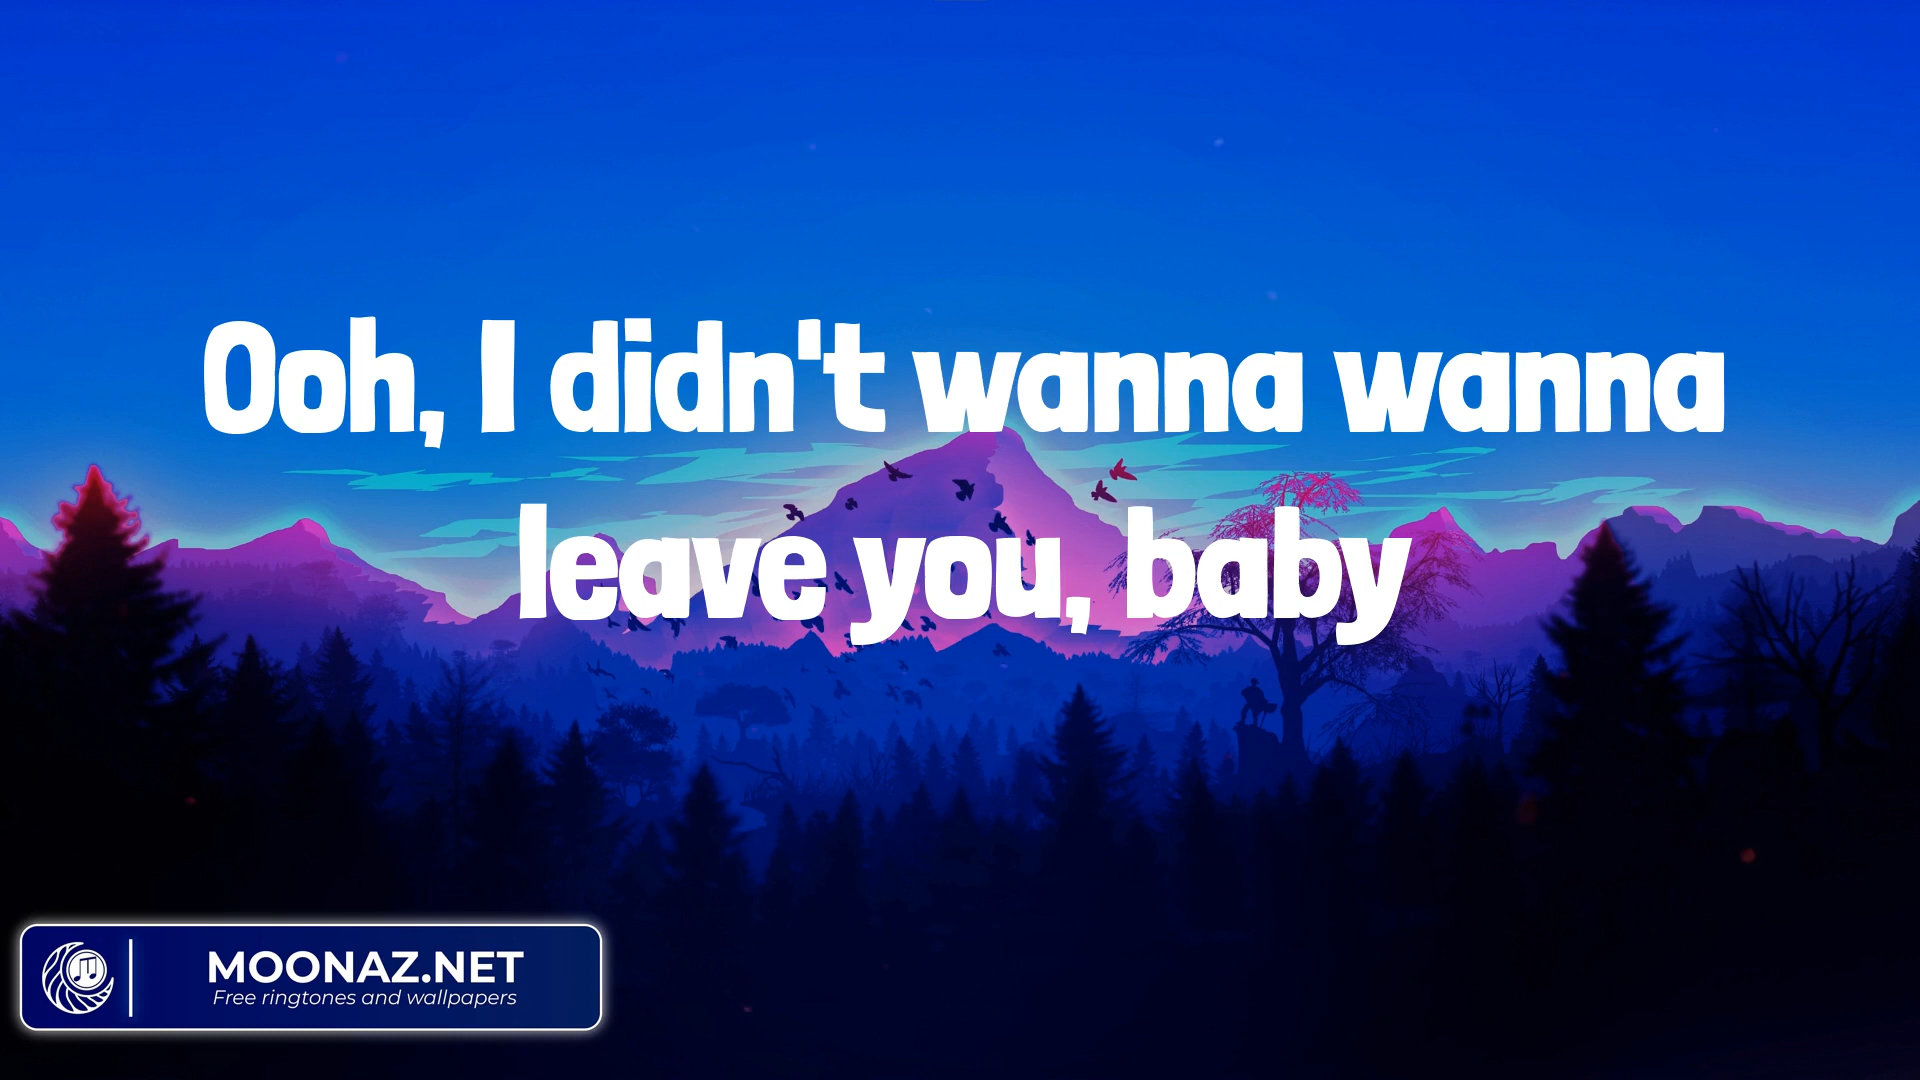 Ooh, I didn't wanna wanna
leave you, baby
MOONAZ.NET
Free ringtones and wallpapers